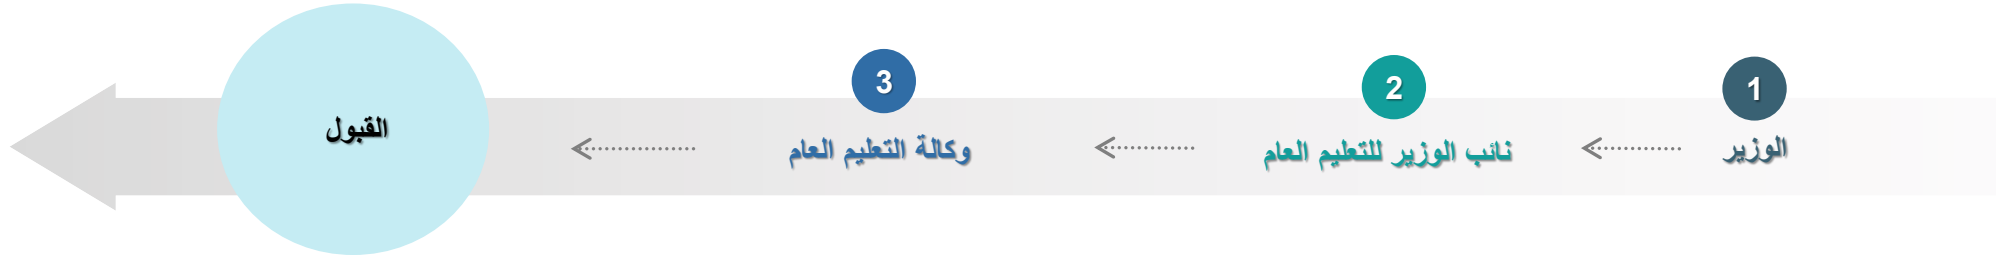 1
الوزير
2
نائب الوزير للتعليم العام
3
وكالة التعليم العام
القبول